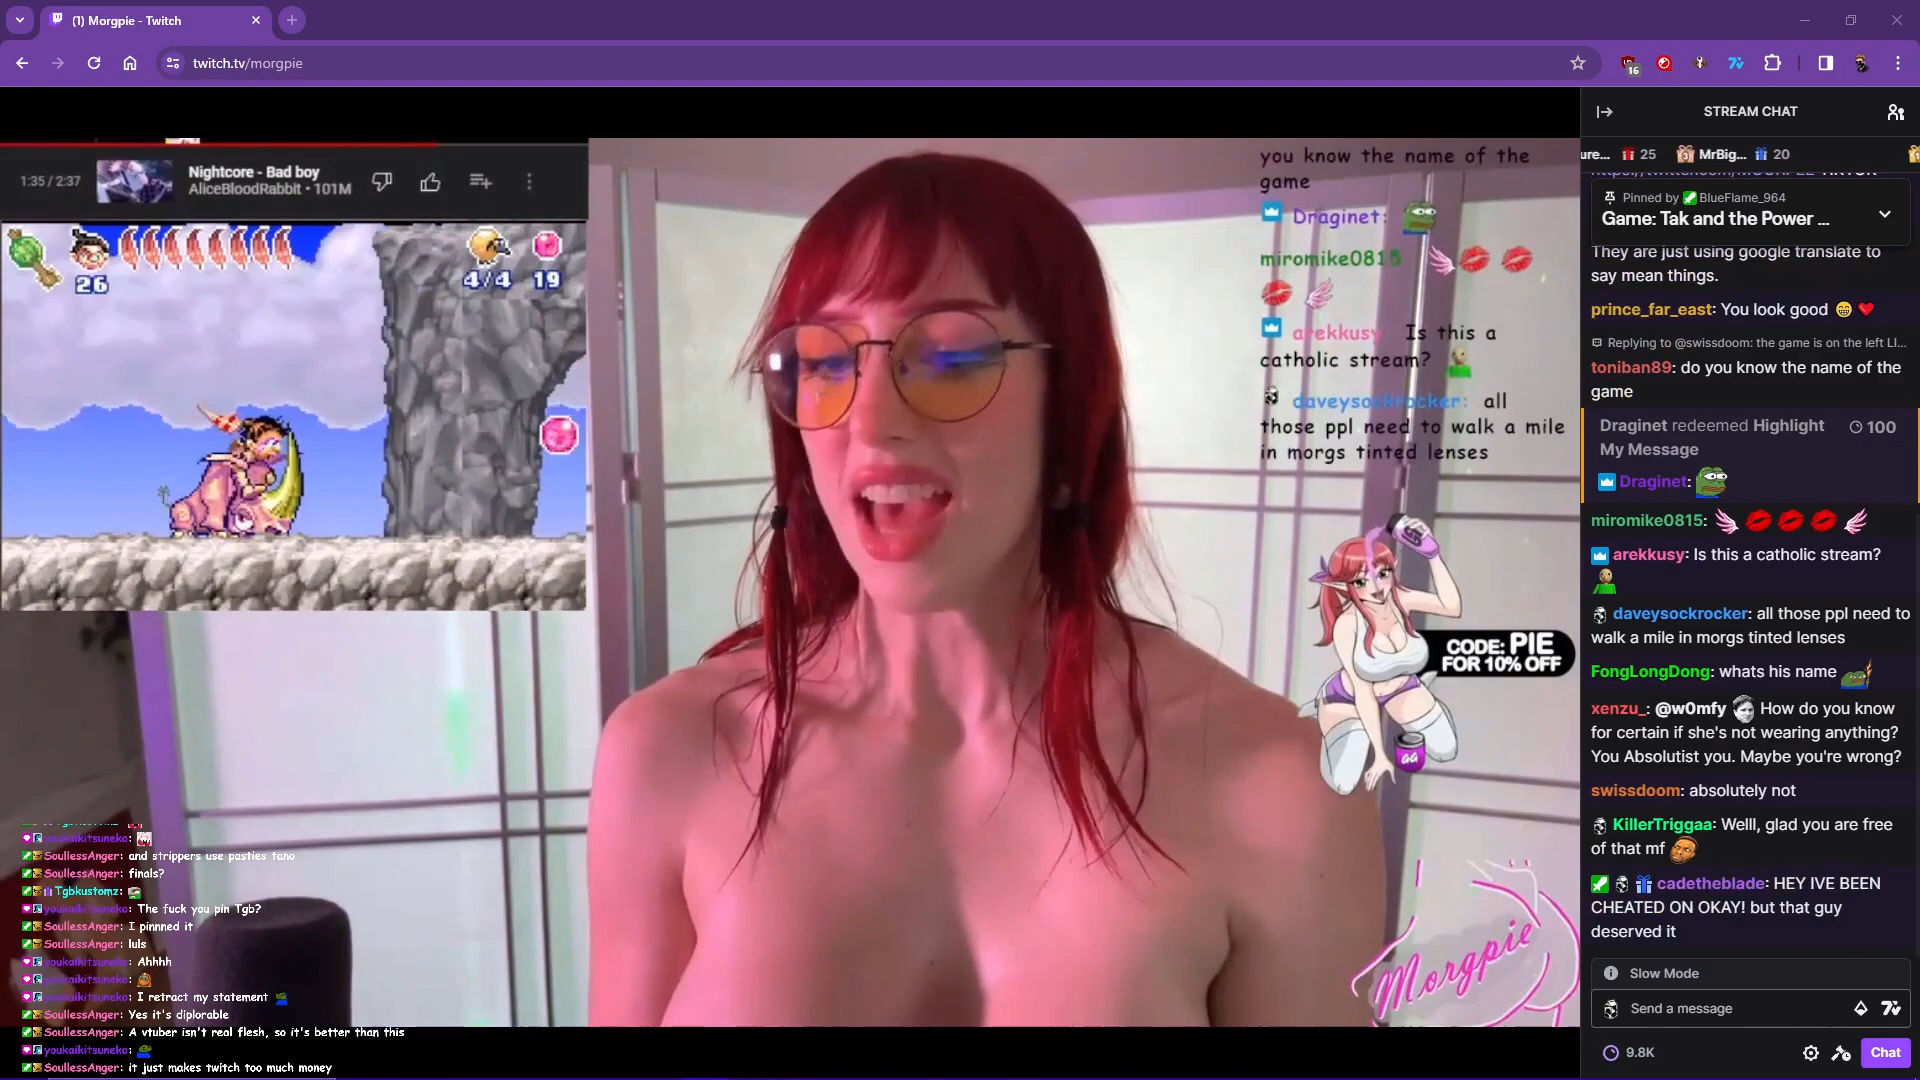 (1) Morgpie - Twitch
twitch.tv/morgpie
16
1:35 / 2:37
Nightcore - Bad boy
AliceBloodRabbit • 101M
26
4/4
19
you know the name of the
game
Draginet:
miromike0815
arekkusy Is this a
catholic stream?
daveysockrocker: all
those ppl need to walk a mile
in morgs tinted lenses
CODE: PIE
FOR 10% OFF
GG
Morgpie
youkaikitsuneko:
SoullessAnger: and strippers use pasties tano
SoullessAnger: finals?
Tgbkustomz:
youkaikitsuneko: The fuck you pin Tgb?
SoullessAnger: I pinnned it
SoullessAnger: luls
youkaikitsuneko: Ahhhh
youkaikitsuneko:
youkaikitsuneko: I retract my statement
SoullessAnger: Yes it's diplorable
SoullessAnger: A vtuber isn't real flesh, so it's better than this
youkaikitsuneko:
SoullessAnger: it just makes twitch too much money
STREAM CHAT
ure... 25 MrBig... 20
Pinned by BlueFlame_964
Game: Tak and the Power ...
They are just using google translate to
say mean things.
prince_far_east: You look good
Replying to @swissdoom: the game is on the left LI...
toniban89: do you know the name of the
game
Draginet redeemed Highlight 100
My Message
Draginet:
miromike0815:
arekkusy: Is this a catholic stream?
daveysockrocker: all those ppl need to
walk a mile in morgs tinted lenses
FongLongDong: whats his name
xenzu_: @w0mfy How do you know
for certain if she's not wearing anything?
You Absolutist you. Maybe you're wrong?
swissdoom: absolutely not
KillerTriggaa: Welll, glad you are free
of that mf
cadetheblade: HEY IVE BEEN
CHEATED ON OKAY! but that guy
deserved it
Slow Mode
Send a message
9.8K
Chat